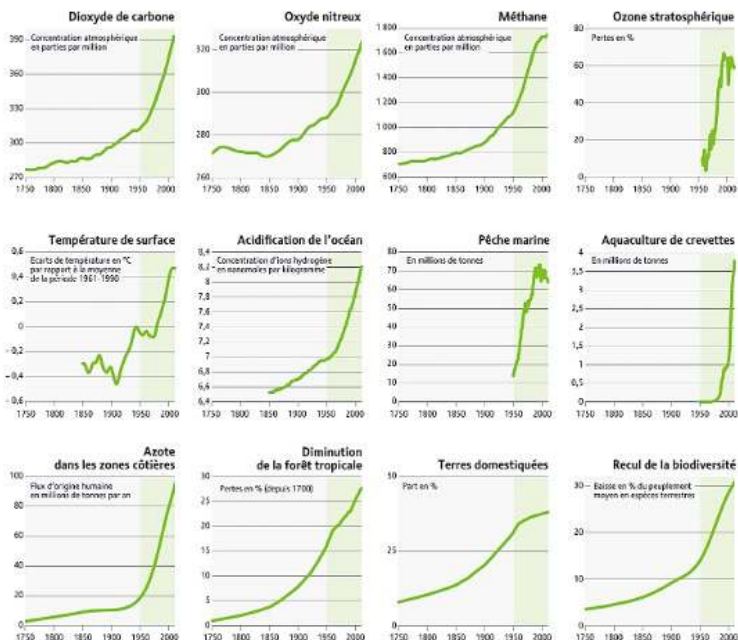 Dioxyde de carbone
Concentration atmosphérique
en parties par million
390
360
330
300
270
1750 1800 1850 1900 1950 2000
Oxyde nitreux
Concentration atmosphérique
en parties par million
320
300
280
260
1750 1800 1850 1900 1950 2000
Méthane
Concentration atmosphérique
en parties par million
1 800
1 600
1 400
1 200
1 000
800
600
1750 1800 1850 1900 1950 2000
Ozone stratosphérique
Pertes en %
80
60
40
20
0
1750 1800 1850 1900 1950 2000
Température de surface
Ecarts de température en °C
par rapport à la moyenne
de la période 1961-1990
0,6
0,4
0,2
0
- 0,2
- 0,4
- 0,6
1750 1800 1850 1900 1950 2000
Acidification de l'océan
Concentration d'ions hydrogène
en nanomoles par kilogramme
8,4
8,2
8
7,8
7,6
7,4
7,2
7
6,8
6,6
6,4
1750 1800 1850 1900 1950 2000
Pêche marine
En millions de tonnes
80
70
60
50
40
30
20
10
0
1750 1800 1850 1900 1950 2000
Aquaculture de crevettes
En millions de tonnes
4
3,5
3
2,5
2
1,5
1
0,5
0
1750 1800 1850 1900 1950 2000
Azote
dans les zones côtières
Flux d'origine humaine
en millions de tonnes par an
100
80
60
40
20
0
1750 1800 1850 1900 1950 2000
Diminution
de la forêt tropicale
Pertes en % (depuis 1700)
30
25
20
15
10
5
0
1750 1800 1850 1900 1950 2000
Terres domestiquées
Part en %
50
25
0
1750 1800 1850 1900 1950 2000
Recul de la biodiversité
Baisse en % du peuplement
moyen en espèces terrestres
30
20
10
0
1750 1800 1850 1900 1950 2000